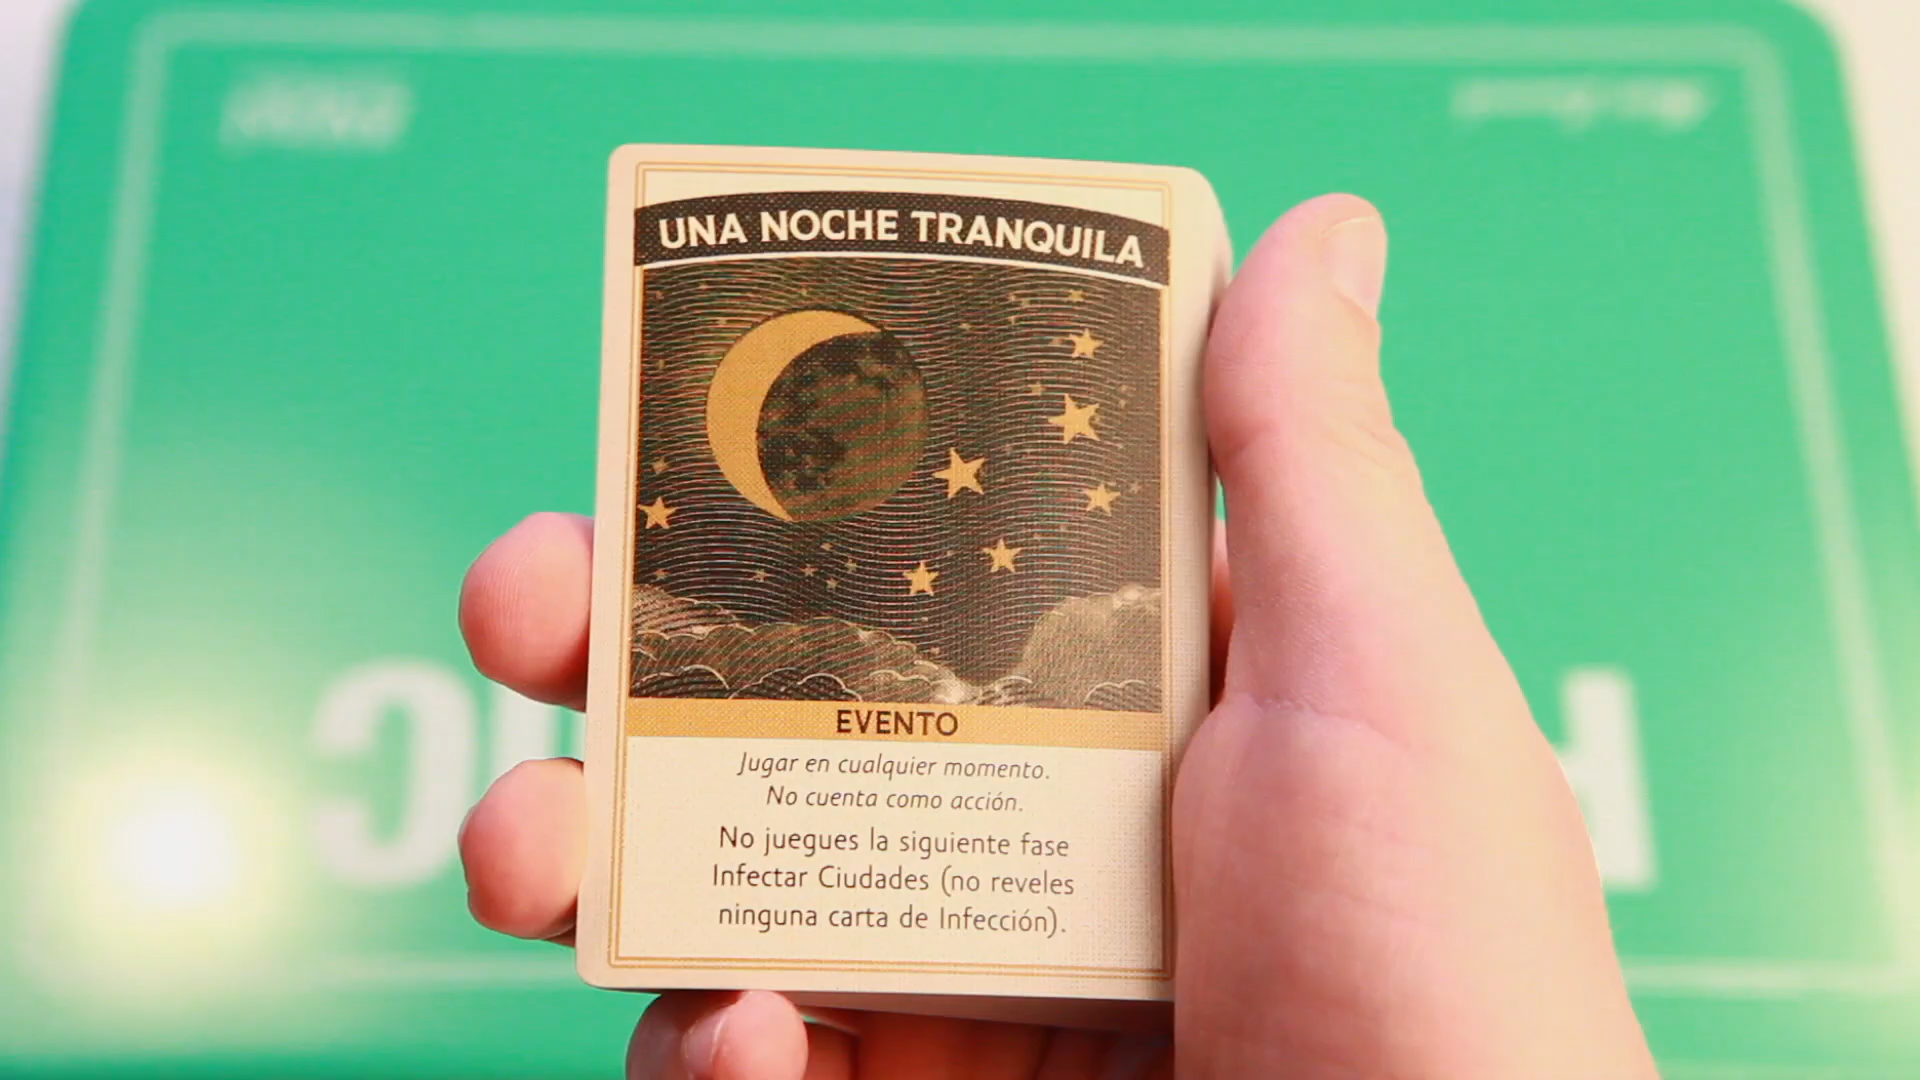 UNA NOCHE TRANQUILA
EVENTO
Jugar en cualquier momento.
No cuenta como acción.
No juegues la siguiente fase
Infectar Ciudades (no reveles
ninguna carta de Infección).